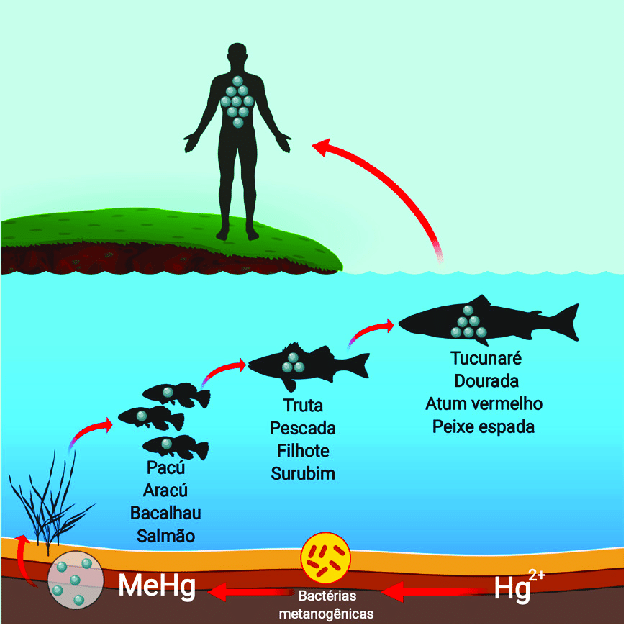 Tucunaré
Dourada
Atum vermelho
Peixe espada
Truta
Pescada
Filhote
Surubim
Pacú
Aracú
Bacalhau
Salmão
MeHg
Bactérias
metanogênicas
Hg2+